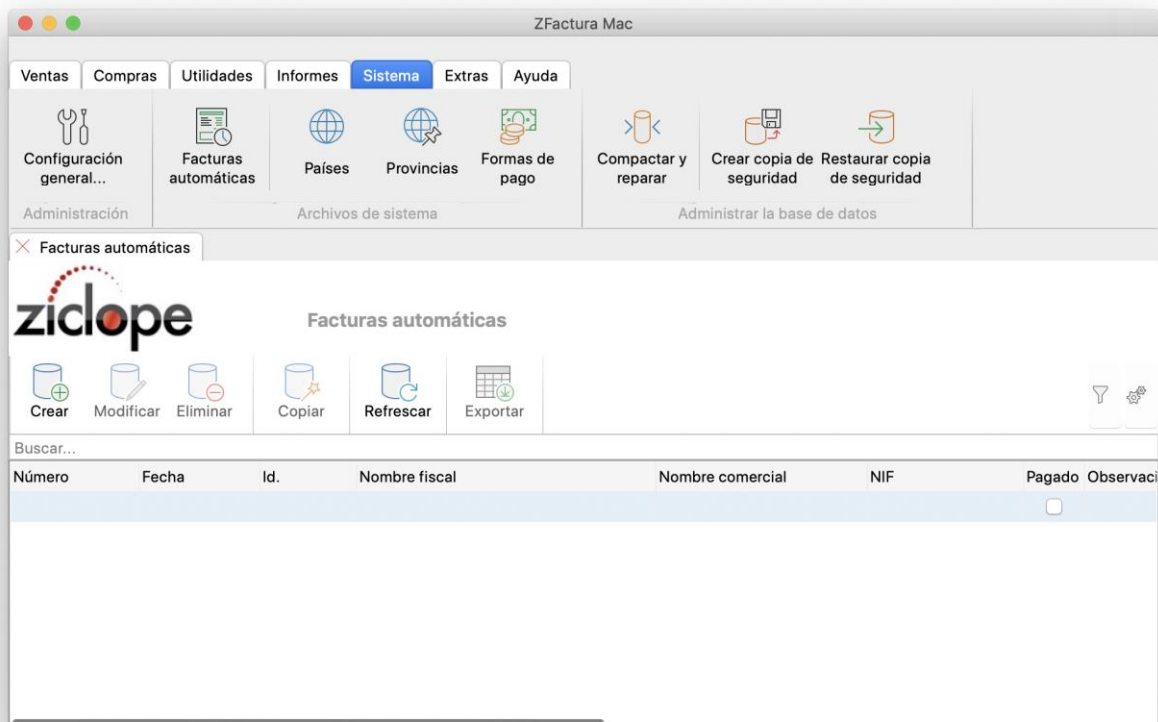 ZFactura Mac
Ventas Compras Utilidades Informes Sistema Extras Ayuda
Configuración general...
Facturas automáticas
Países
Provincias
Formas de pago
Compactar y reparar
Crear copia de seguridad
Restaurar copia de seguridad
Administración
Archivos de sistema
Administrar la base de datos
Facturas automáticas
ziclope
Facturas automáticas
Crear Modificar Eliminar Copiar Refrescar Exportar
Buscar...
Número Fecha Id. Nombre fiscal Nombre comercial NIF Pagado Observaci